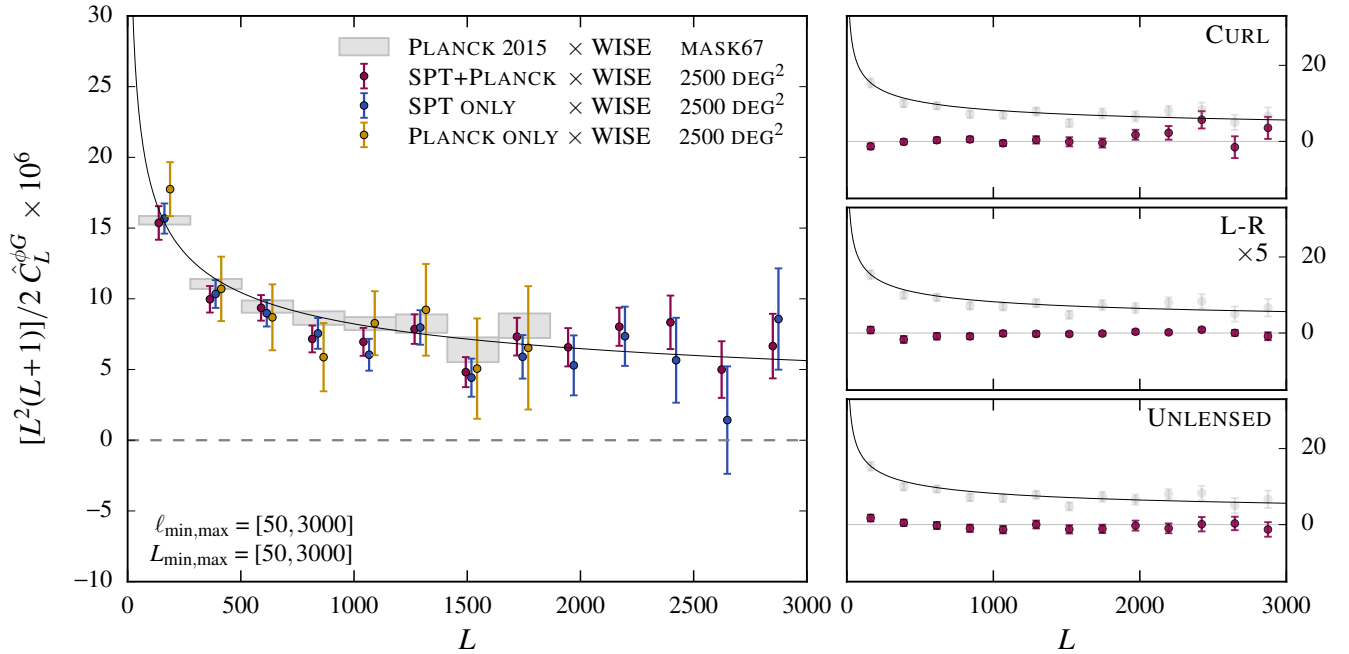 [L²(L+1)]/2 Ĉ_L^{ϕG} × 10⁶
30
25
20
15
10
5
0
−5
−10
PLANCK 2015 × WISE MASK67
SPT+PLANCK × WISE 2500 DEG²
SPT ONLY × WISE 2500 DEG²
PLANCK ONLY × WISE 2500 DEG²
ℓmin,max = [50,3000]
Lmin,max = [50,3000]
0 500 1000 1500 2000 2500 3000
L
CURL
20
0
L-R
×5
20
0
UNLENSED
20
0
0 1000 2000 3000
L